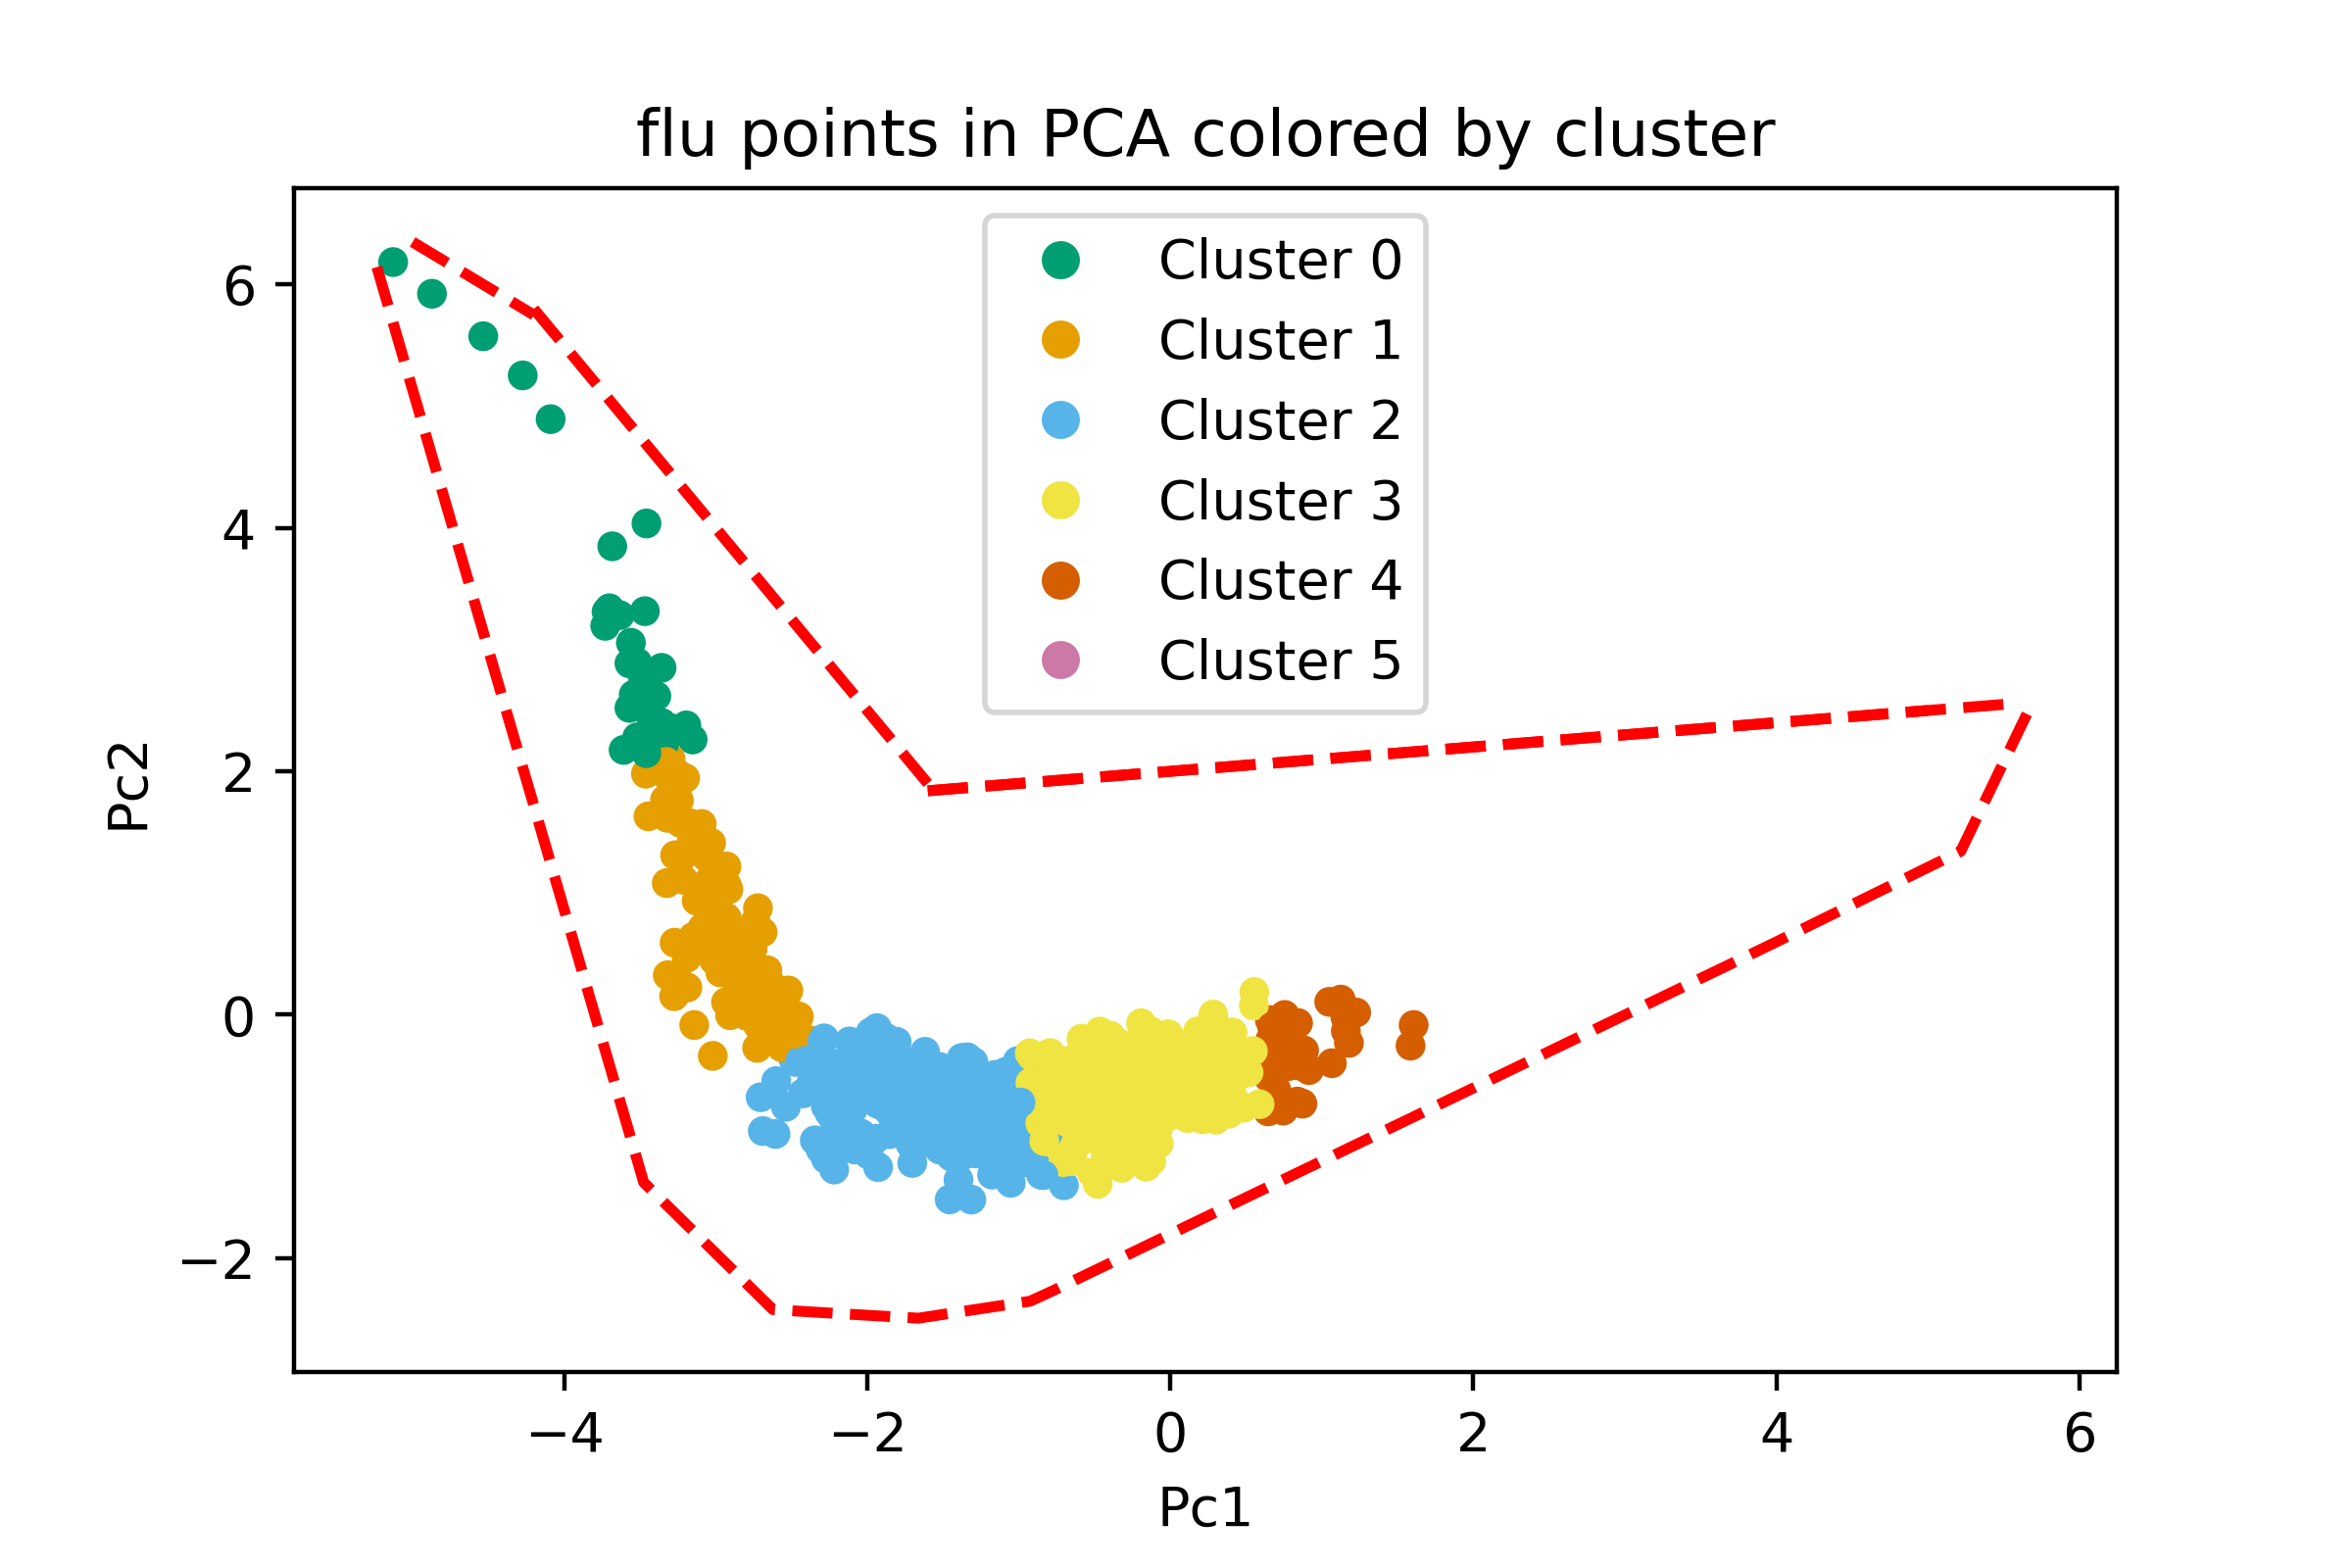 flu points in PCA colored by cluster
Cluster 0
Cluster 1
Cluster 2
Cluster 3
Cluster 4
Cluster 5
6
4
2
0
−2
Pc2
−4 −2 0 2 4 6
Pc1